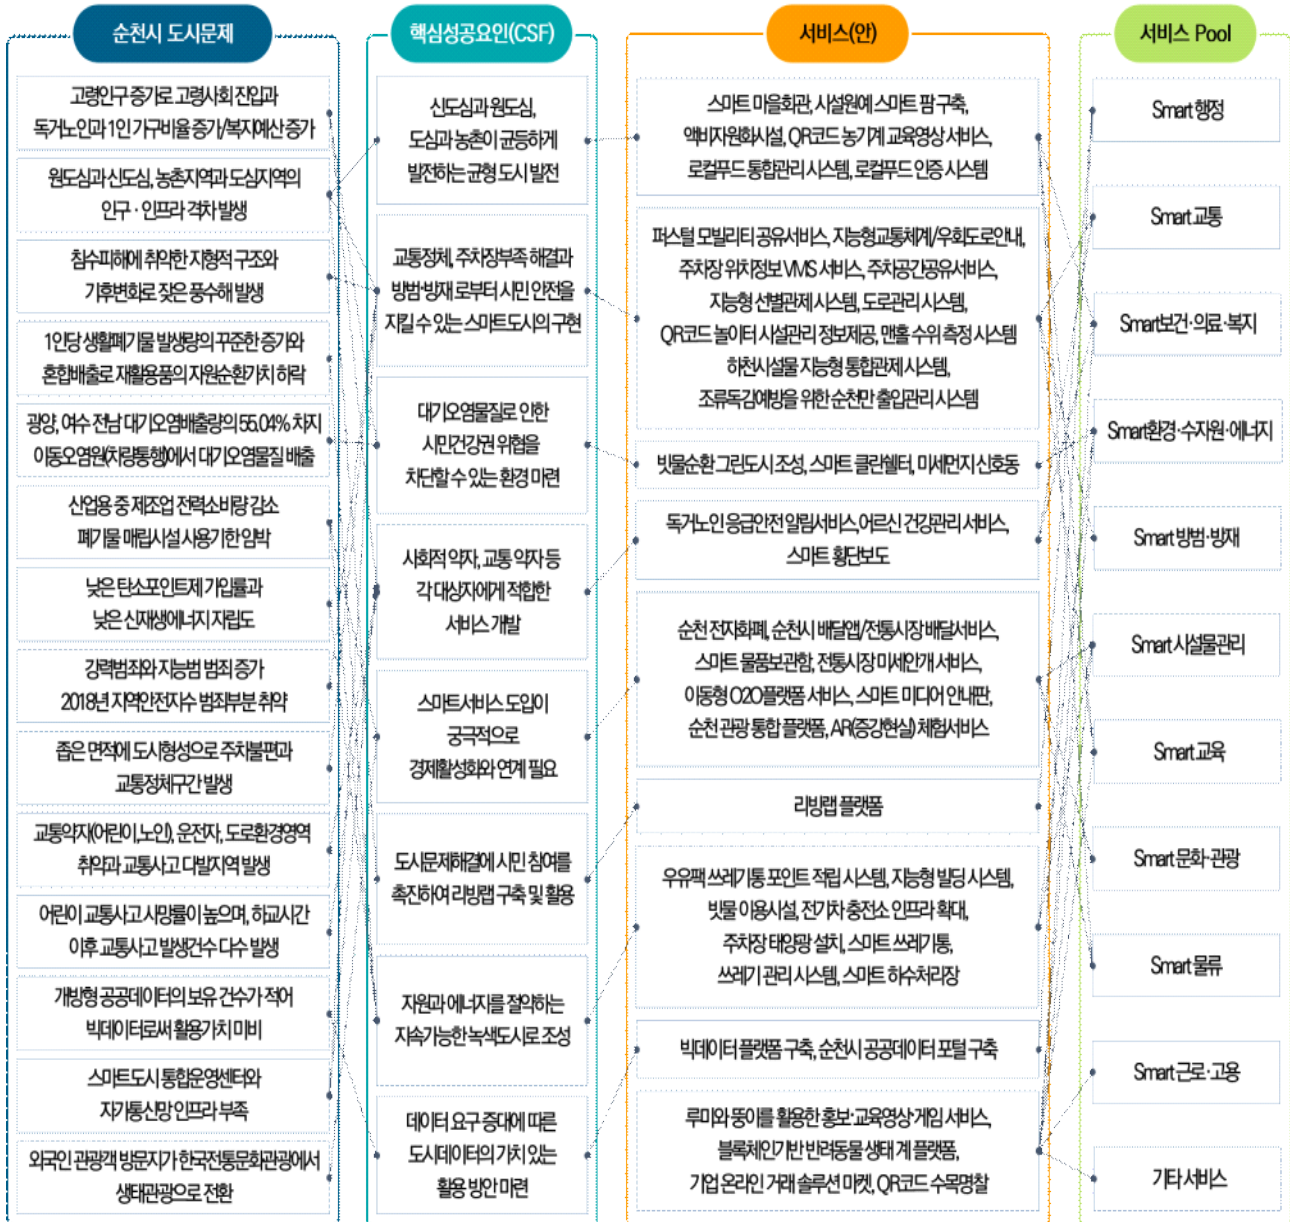 순천시 도시문제
고령인구 증가로 고령사회 진입과
독거노인과 1인 가구비율 증가/복지예산 증가
원도심과 신도심, 농촌지역과 도심지역의
인구·인프라 격차 발생
침수피해에 취약한 지형적 구조와
기후변화로 잦은 풍수해 발생
1인당 생활폐기물 발생량의 꾸준한 증가와
혼합배출로 재활용품의 자원순환가치 하락
광양, 여수 전남 대기오염배출량의 55.04% 차지
이동오염원(차량통행)에서 대기오염물질 배출
산업용 중 제조업 전력소비량 감소
폐기물 매립시설 사용기한 임박
낮은 탄소포인트제 가입률과
낮은 신재생에너지 자립도
강력범죄와 지능범 범죄 증가
2018년 지역안전지수 범죄부분 취약
좁은 면적에 도시형성으로 주차불편과
교통정체구간 발생
교통약자(어린이,노인), 운전자, 도로환경영역
취약과 교통사고 다발지역 발생
어린이 교통사고 사망률이 높으며, 하교시간
이후 교통사고 발생건수 다수 발생
개방형 공공데이터의 보유 건수가 적어
빅데이터로써 활용가치 미비
스마트도시 통합운영센터와
자가통신망 인프라 부족
외국인 관광객 방문지가 한국전통문화관광에서
생태관광으로 전환
핵심성공요인(CSF)
신도심과 원도심,
도심과 농촌이 균등하게
발전하는 균형 도시 발전
교통정체, 주차장부족 해결과
방범·방재 로부터 시민 안전을
지킬 수 있는 스마트도시의 구현
대기오염물질로 인한
시민건강권 위협을
차단할 수 있는 환경 마련
사회적 약자, 교통 약자 등
각 대상자에게 적합한
서비스 개발
스마트서비스 도입이
궁극적으로
경제활성화와 연계 필요
도시문제해결에 시민 참여를
촉진하여 리빙랩 구축 및 활용
자원과 에너지를 절약하는
지속가능한 녹색도시로 조성
데이터 요구 증대에 따른
도시데이터의 가치 있는
활용 방안 마련
서비스(안)
스마트 마을회관, 시설원예 스마트 팜 구축,
액비자원화시설, QR코드 농기계 교육영상 서비스,
로컬푸드 통합관리 시스템, 로컬푸드 인증 시스템
퍼스털 모빌리티 공유서비스, 지능형교통체계/우회도로안내,
주차장 위치정보 VMS 서비스, 주차공간공유서비스,
지능형 선별관제 시스템, 도로관리 시스템,
QR코드 놀이터 시설관리 정보제공, 맨홀 수위 측정 시스템
하천시설물 지능형 통합관제 시스템,
조류독감예방을 위한 순천만 출입관리 시스템
빗물순환 그린도시 조성, 스마트 클린쉘터, 미세먼지 신호동
독거노인 응급안전 알림서비스,어르신 건강관리 서비스,
스마트 횡단보도
순천 전자화폐, 순천시 배달앱/전통시장 배달서비스,
스마트 물품보관함, 전통시장 미세안개 서비스,
이동형 O2O플랫폼 서비스, 스마트 미디어 안내판,
순천 관광 통합 플랫폼, AR(증강현실) 체험서비스
리빙랩 플랫폼
우유팩 쓰레기통 포인트 적립 시스템, 지능형 빌딩 시스템,
빗물 이용시설, 전기차 충전소 인프라 확대,
주차장 태양광 설치, 스마트 쓰레기통,
쓰레기 관리 시스템, 스마트 하수처리장
빅데이터 플랫폼 구축, 순천시 공공데이터 포털 구축
루미와 뚱이를 활용한 홍보·교육영상·게임 서비스,
블록체인기반 반려동물 생태 계 플랫폼,
기업 온라인 거래 솔루션 마켓, QR코드 수목명찰
서비스 Pool
Smart 행정
Smart 교통
Smart보건·의료·복지
Smart환경·수자원·에너지
Smart 방범·방재
Smart 시설물관리
Smart 교육
Smart 문화·관광
Smart 물류
Smart 근로·고용
기타 서비스